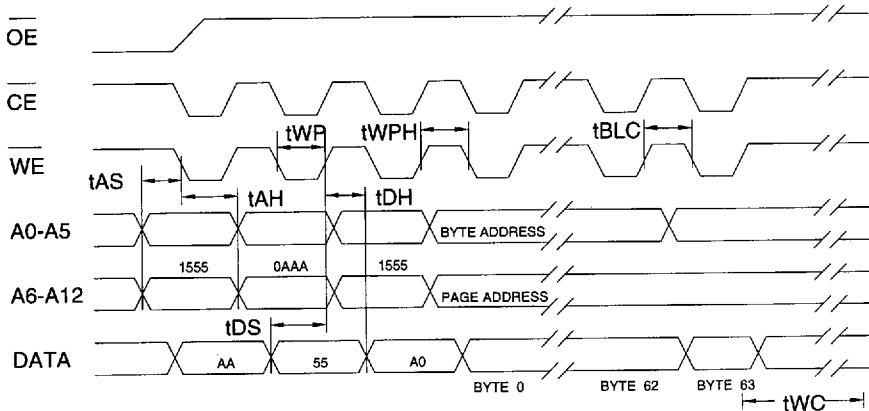 OE
CE
tWP tWPH tBLC
WE
tAS
tAH tDH
A0-A5 BYTE ADDRESS
1555 0AAA 1555
A6-A12 PAGE ADDRESS
tDS
DATA AA 55 A0
BYTE 0 BYTE 62 BYTE 63
tWC